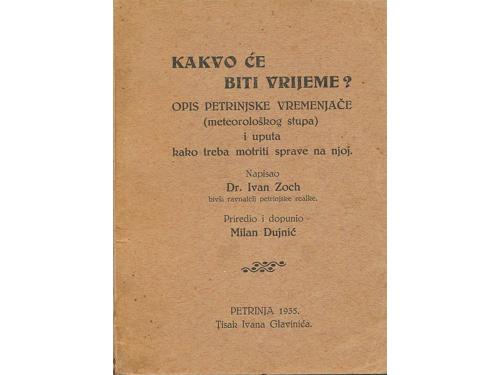 KAKVO ĆE
BITI VRIJEME?
OPIS PETRINJSKE VREMENJAČE
(meteorološkog stupa)
i uputa
kako treba motriti sprave na njoj.
Napisao
Dr. Ivan Zoch
bivši ravnatelj petrinjske realke.
Priredio i dopunio
Milan Dujnić
PETRINJA 1935.
Tisak Ivana Glavinića.